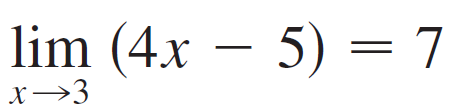 lim (4x − 5) = 7
x→3